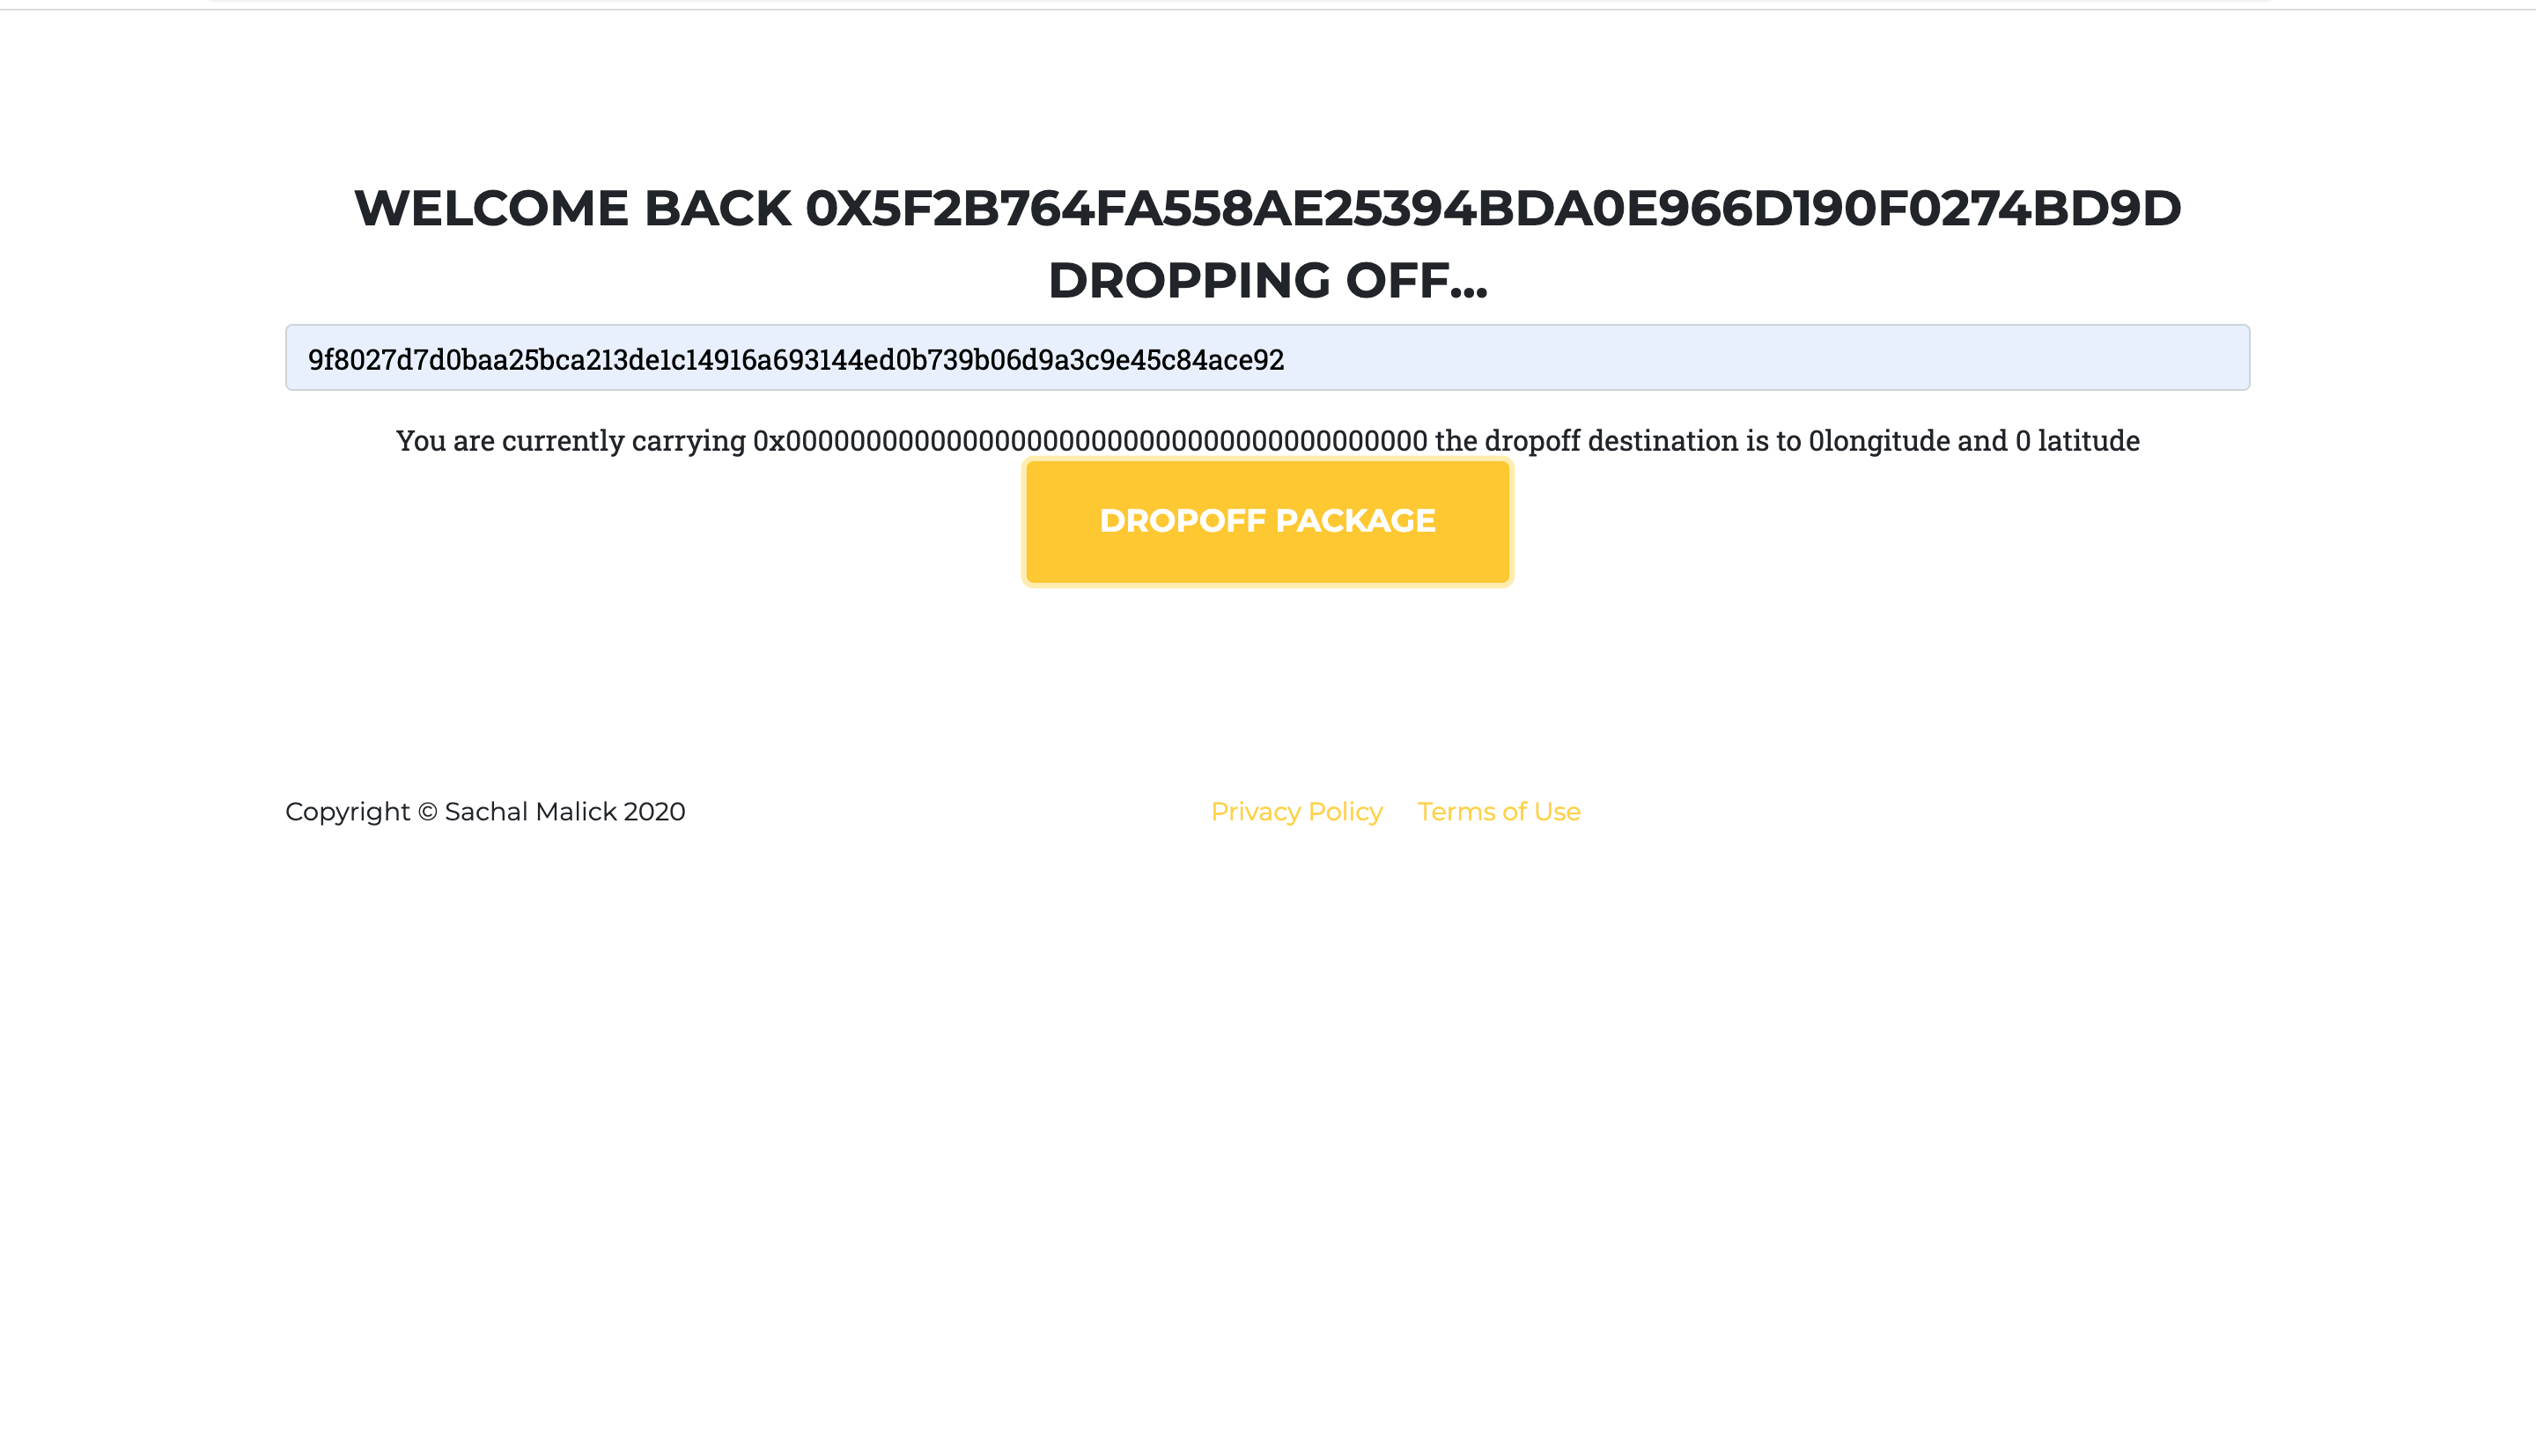 WELCOME BACK 0X5F2B764FA558AE25394BDA0E966D190F0274BD9D
DROPPING OFF...
9f8027d7d0baa25bca213de1c14916a693144ed0b739b06d9a3c9e45c84ace92
You are currently carrying 0x0000000000000000000000000000000000000000 the dropoff destination is to 0longitude and 0 latitude
DROPOFF PACKAGE
Copyright © Sachal Malick 2020
Privacy Policy Terms of Use